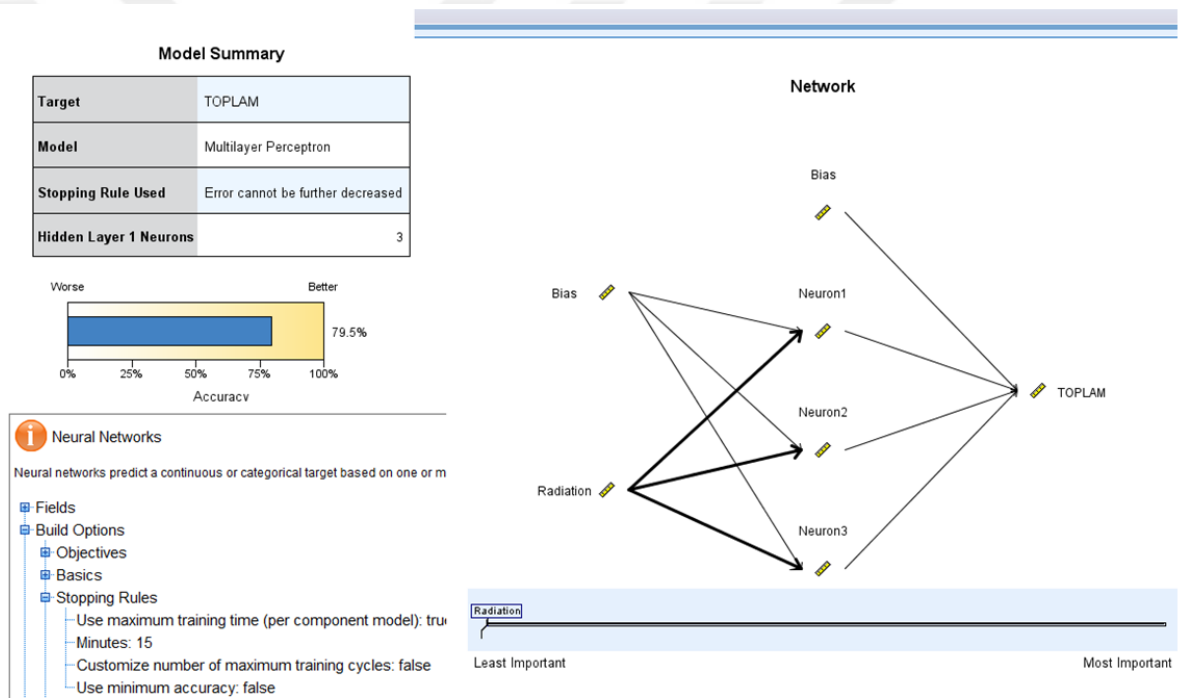 Model Summary
Target TOPLAM
Model Multilayer Perceptron
Stopping Rule Used Error cannot be further decreased
Hidden Layer 1 Neurons 3
Worse Better
79.5%
0% 25% 50% 75% 100%
Accuracy
Neural Networks
Neural networks predict a continuous or categorical target based on one or m
Fields
Build Options
Objectives
Basics
Stopping Rules
Use maximum training time (per component model): tru
Minutes: 15
Customize number of maximum training cycles: false
Use minimum accuracy: false
Network
Bias
Bias
Neuron1
Neuron2
TOPLAM
Radiation
Neuron3
Radiation
Least Important Most Important